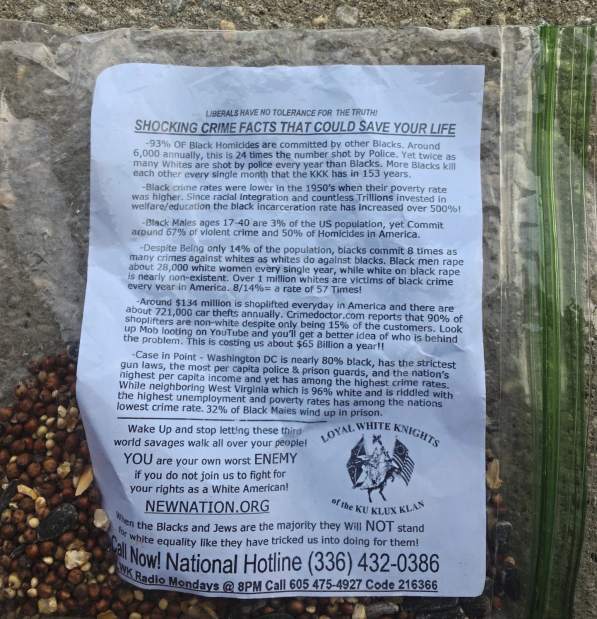 LIBERALS HAVE NO TOLERANCE FOR THE TRUTH!
SHOCKING CRIME FACTS THAT COULD SAVE YOUR LIFE
-93% OF Black Homicides are committed by other Blacks. Around
6,000 annually, this is 24 times the number shot by Police. Yet twice as
many Whites are shot by police every year than Blacks. More Blacks kill
each other every single month that the KKK has in 153 years.
-Black crime rates were lower in the 1950's when their poverty rate
was higher. Since racial Integration and countless Trillions invested in
welfare/education the black incarceration rate has increased over 500%!
-Black Males ages 17-40 are 3% of the US population, yet Commit
around 67% of violent crime and 50% of Homicides in America.
-Despite Being only 14% of the population, blacks commit 8 times as
many crimes against whites as whites do against blacks. Black men rape
about 28,000 white women every single year, while white on black rape
is nearly non-existent. Over 1 million whites are victims of black crime
every year in America. 8/14%= a rate of 57 Times!
-Around $134 million is shoplifted everyday in America and there are
about 721,000 car thefts annually. Crimedoctor.com reports that 90% of
shoplifters are non-white despite only being 15% of the customers. Look
up Mob looting on YouTube and you'll get a better idea of who is behind
the problem. This is costing us about $65 Billion a year!!
-Case in Point - Washington DC is nearly 80% black, has the strictest
gun laws, the most per capita police & prison guards, and the nation's
highest per capita income and yet has among the highest crime rates.
While neighboring West Virginia which is 96% white and is riddled with
the highest unemployment and poverty rates has among the nations
lowest crime rate. 32% of Black Males wind up in prison.
Wake Up and stop letting these third
world savages walk all over your people!
YOU are your own worst ENEMY
if you do not join us to fight for
your rights as a White American!
NEWNATION.ORG
LOYAL WHITE KNIGHTS
of the KU KLUX KLAN
When the Blacks and Jews are the majority they Will NOT stand
for white equality like they have tricked us into doing for them!
Call Now! National Hotline (336) 432-0386
LWK Radio Mondays @ 8PM Call 605 475-4927 Code 216366